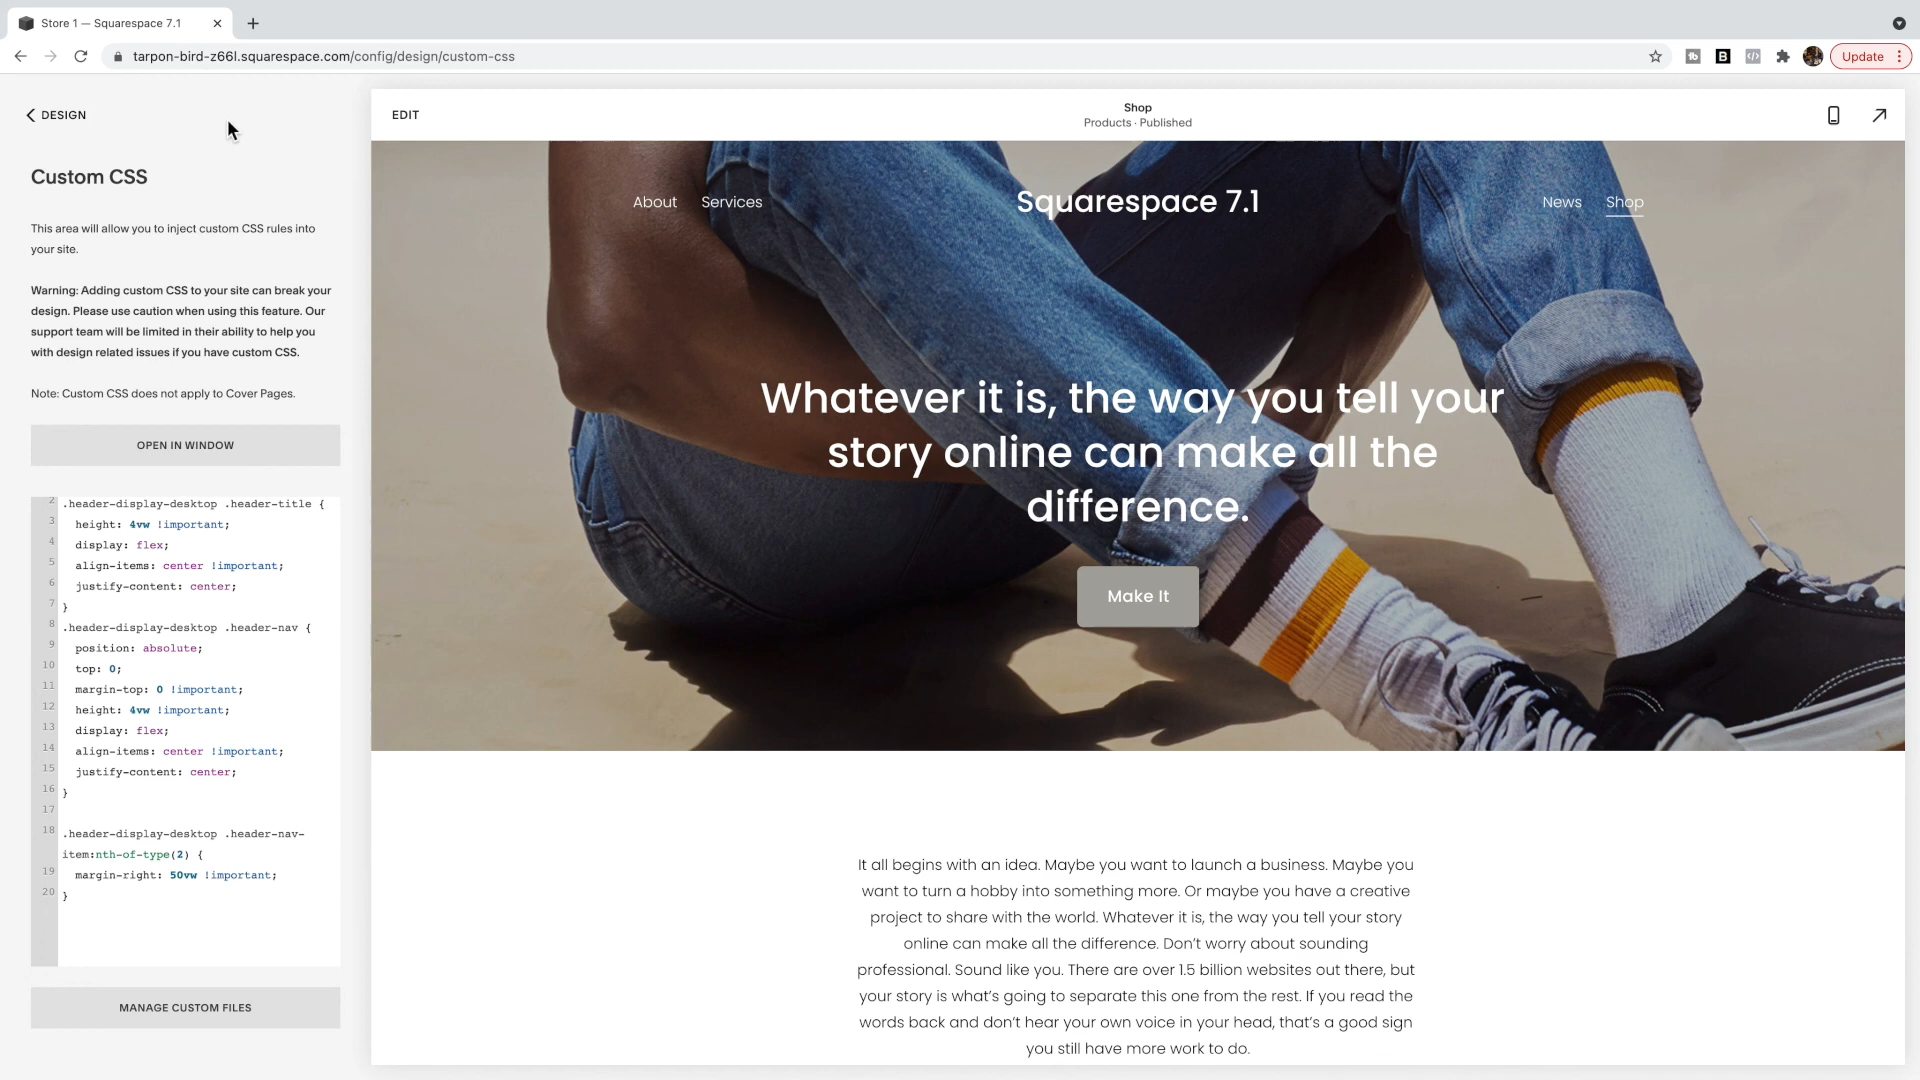 Store 1 — Squarespace 7.1
tarpon-bird-z66l.squarespace.com/config/design/custom-css
Update
DESIGN
Custom CSS
This area will allow you to inject custom CSS rules into
your site.
Warning: Adding custom CSS to your site can break your
design. Please use caution when using this feature. Our
support team will be limited in their ability to help you
with design related issues if you have custom CSS.
Note: Custom CSS does not apply to Cover Pages.
OPEN IN WINDOW
2 .header-display-desktop .header-title {
3 height: 4vw !important;
4 display: flex;
5 align-items: center !important;
6 justify-content: center;
7 }
8 .header-display-desktop .header-nav {
9 position: absolute;
10 top: 0;
11 margin-top: 0 !important;
12 height: 4vw !important;
13 display: flex;
14 align-items: center !important;
15 justify-content: center;
16 }
17
18 .header-display-desktop .header-nav-
item:nth-of-type(2) {
19 margin-right: 50vw !important;
20 }
MANAGE CUSTOM FILES
EDIT
Shop
Products · Published
About Services
Squarespace 7.1
News Shop
Whatever it is, the way you tell your
story online can make all the
difference.
Make It
It all begins with an idea. Maybe you want to launch a business. Maybe you
want to turn a hobby into something more. Or maybe you have a creative
project to share with the world. Whatever it is, the way you tell your story
online can make all the difference. Don't worry about sounding
professional. Sound like you. There are over 1.5 billion websites out there, but
your story is what's going to separate this one from the rest. If you read the
words back and don't hear your own voice in your head, that's a good sign
you still have more work to do.